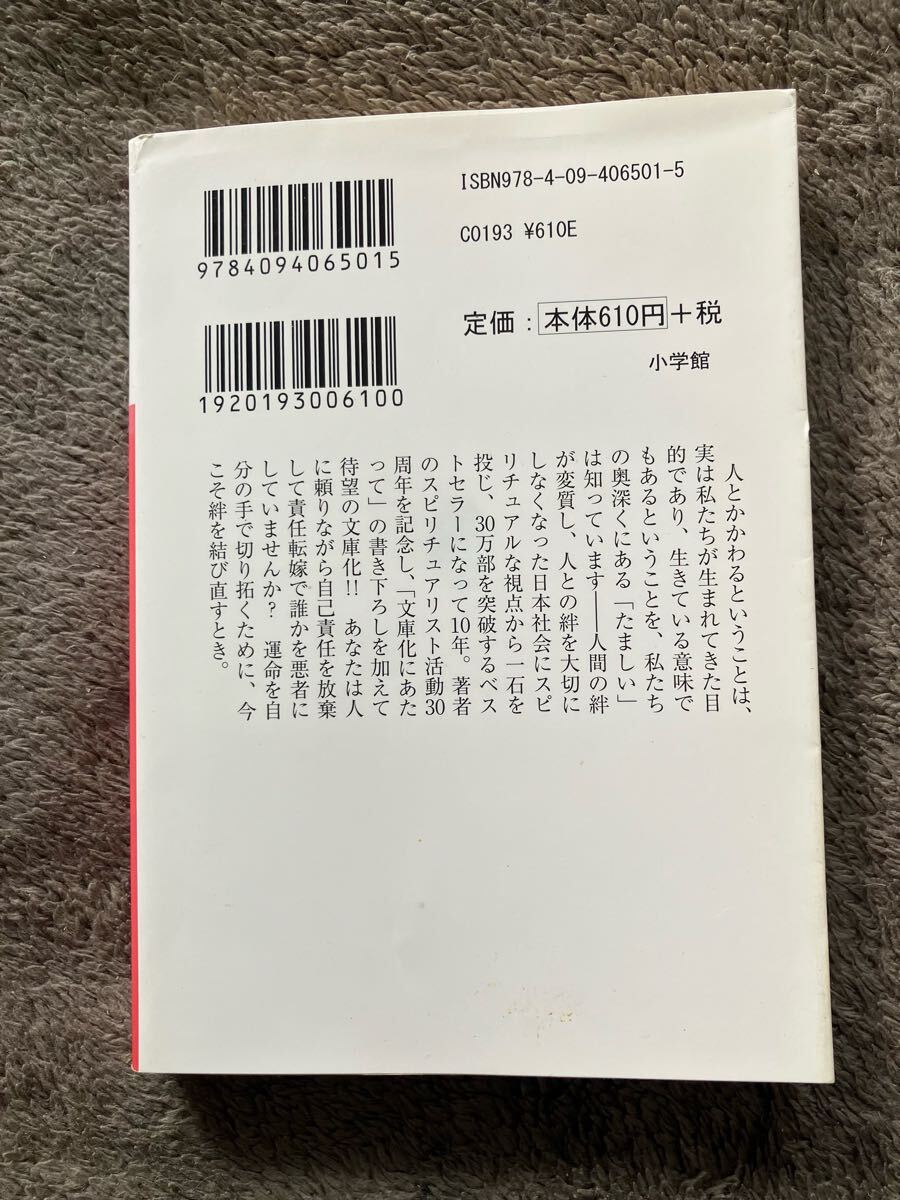 ISBN978-4-09-406501-5
C0193 ¥610E
9784094065015
定価：本体610円＋税
小学館
1920193006100
人とかかわるということは、
実は私たちが生まれてきた目
的であり、生きている意味で
もあるということを、私たち
の奥深くにある「たましい」
は知っています――人間の絆
が変質し、人との絆を大切に
しなくなった日本社会にスピ
リチュアルな視点から一石を
投じ、30万部を突破するベス
トセラーになって10年。著者
のスピリチュアリスト活動30
周年を記念し、「文庫化にあた
って」の書き下ろしを加えて
待望の文庫化!! あなたは人
に頼りながら自己責任を放棄
して責任転嫁で誰かを悪者に
していませんか? 運命を自
分の手で切り拓くために、今
こそ絆を結び直すとき。